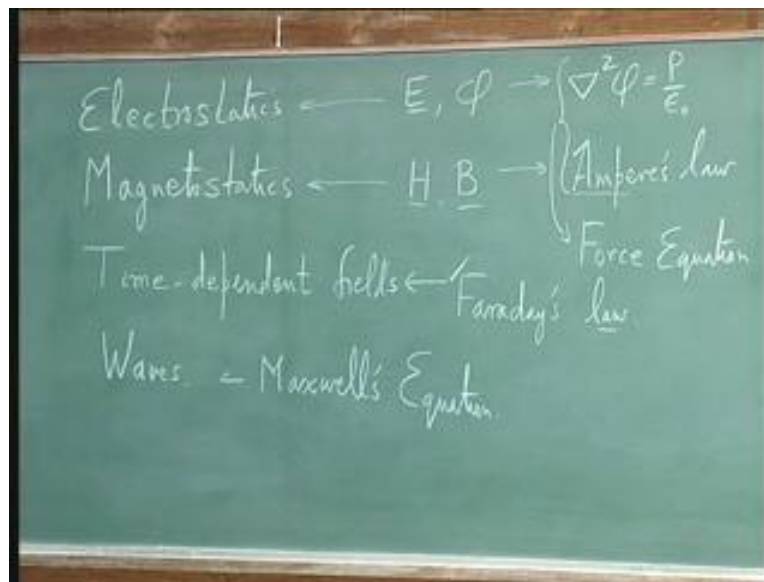 Electrostatics ← E, φ → ∇²φ = ρ/ε₀
Magnetostatics ← H, B → Ampere's law
Force Equation
Time-dependent fields ← Faraday's law
Waves ← Maxwell's Equation